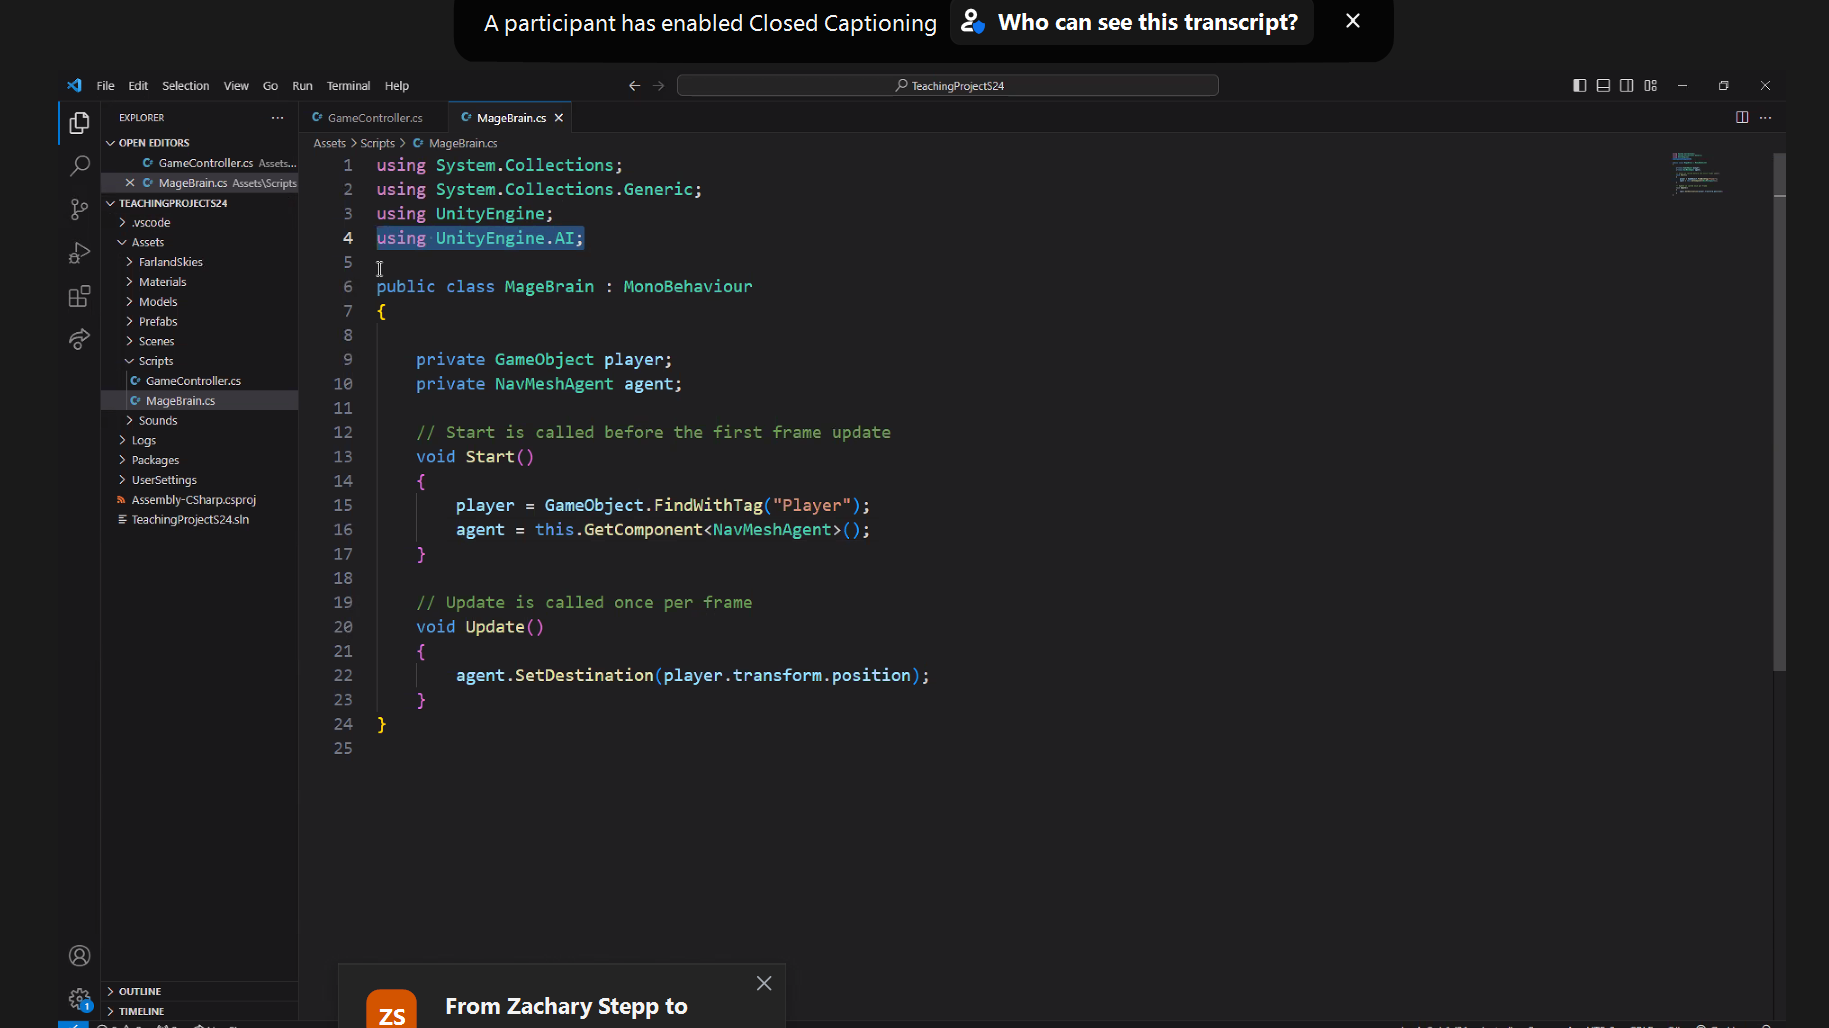 A participant has enabled Closed Captioning
Who can see this transcript?
File Edit Selection View Go Run Terminal Help
TeachingProjectS24
EXPLORER
OPEN EDITORS
GameController.cs Assets...
MageBrain.cs Assets\Scripts
TEACHINGPROJECTS24
.vscode
Assets
FarlandSkies
Materials
Models
Prefabs
Scenes
Scripts
GameController.cs
MageBrain.cs
Sounds
Logs
Packages
UserSettings
Assembly-CSharp.csproj
TeachingProjectS24.sln
OUTLINE
TIMELINE
1
GameController.cs
MageBrain.cs
Assets > Scripts > MageBrain.cs
1 using System.Collections;
2 using System.Collections.Generic;
3 using UnityEngine;
4 using UnityEngine.AI;
5
6 public class MageBrain : MonoBehaviour
7 {
8
9 private GameObject player;
10 private NavMeshAgent agent;
11
12 // Start is called before the first frame update
13 void Start()
14 {
15 player = GameObject.FindWithTag("Player");
16 agent = this.GetComponent<NavMeshAgent>();
17 }
18
19 // Update is called once per frame
20 void Update()
21 {
22 agent.SetDestination(player.transform.position);
23 }
24 }
25
ZS
From Zachary Stepp to